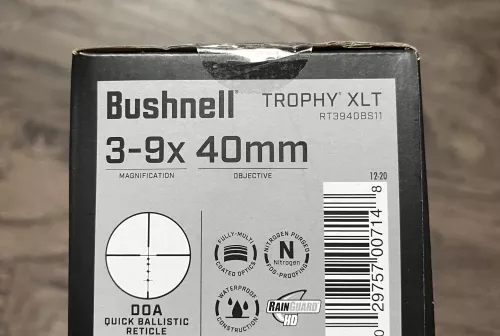 Bushnell® TROPHY® XLT
RT3940BS11
3-9x 40mm
MAGNIFICATION OBJECTIVE
12-20
FULLY-MULTI
COATED OPTICS
NITROGEN PURGED
N
Nitrogen
FOG-PROOFING
DOA
QUICK BALLISTIC
RETICLE
WATERPROOF
CONSTRUCTION
RAINGUARD
HD
0 29757 00714 8